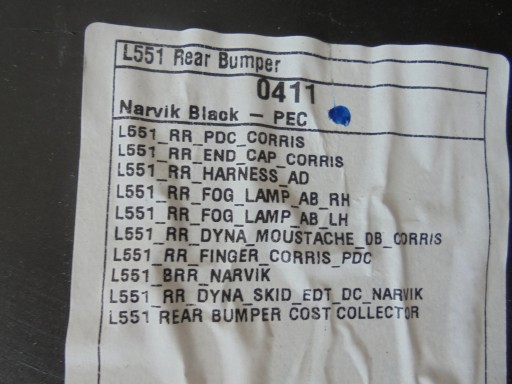 L551 Rear Bumper
0411
Narvik Black - PEC
L551_RR_PDC_CORRIS
L551_RR_END_CAP_CORRIS
L551_RR_HARNESS_AD
L551_RR_FOG_LAMP_AB_RH
L551_RR_FOG_LAMP_AB_LH
L551_RR_DYNA_MOUSTACHE_DB_CORRIS
L551_RR_FINGER_CORRIS_PDC
L551_BRR_NARVIK
L551_RR_DYNA_SKID_EDT_DC_NARVIK
L551 REAR BUMPER COST COLLECTOR